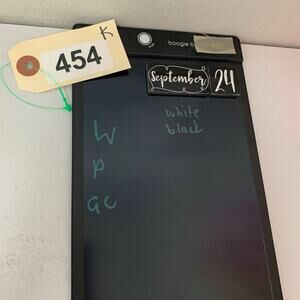 K
454
boogie b
September 24
white
black
W
P
GC